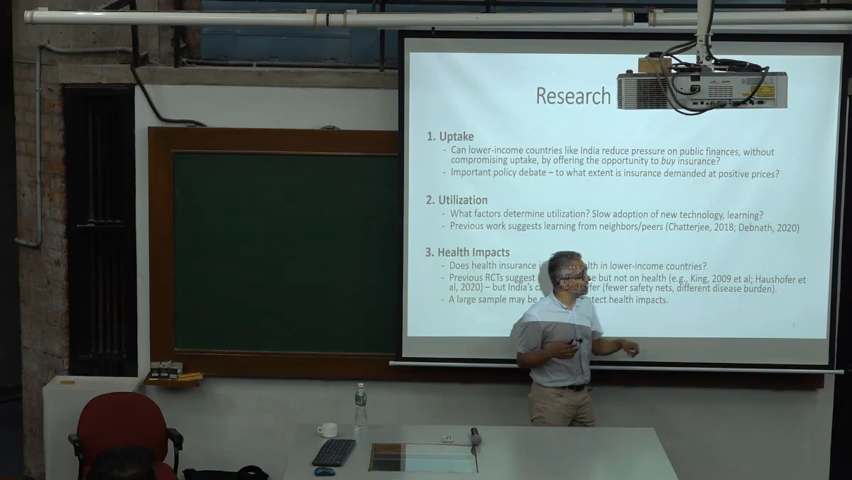 Research
1. Uptake
- Can lower-income countries like India reduce pressure on public finances, without
compromising uptake, by offering the opportunity to buy insurance?
- Important policy debate – to what extent is insurance demanded at positive prices?
2. Utilization
- What factors determine utilization? Slow adoption of new technology, learning?
- Previous work suggests learning from neighbors/peers (Chatterjee, 2018; Debnath, 2020)
3. Health Impacts
- Does health insurance in lower-income countries?
- Previous RCTs suggest but not on health (e.g., King, 2009 et al; Haushofer et
al, 2020) – but India's (fewer safety nets, different disease burden).
- A large sample may be health impacts.